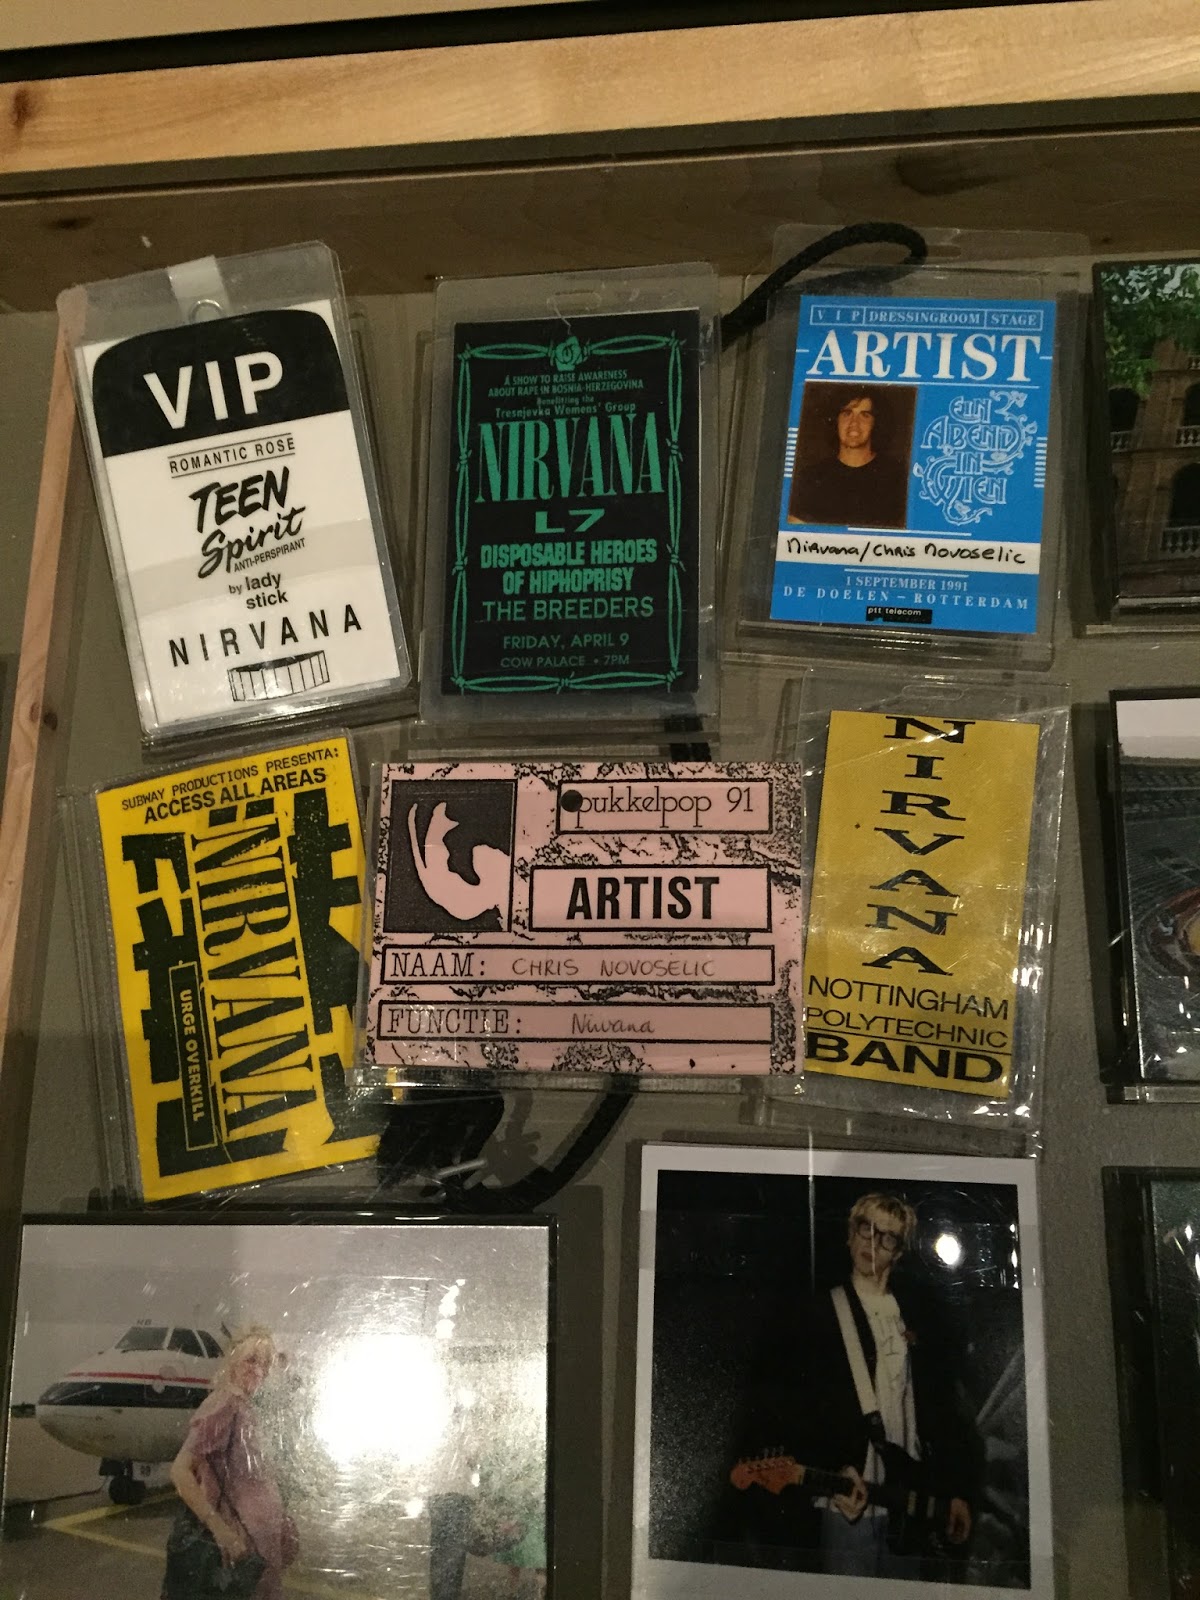 VIP
ROMANTIC ROSE
TEEN
Spirit
ANTI-PERSPIRANT
by lady
stick
NIRVANA
A SHOW TO RAISE AWARENESS
ABOUT RAPE IN BOSNIA-HERZEGOVINA
Benefitting the
Tresnjevka Womens' Group
NIRVANA
L7
DISPOSABLE HEROES
OF HIPHOPRISY
THE BREEDERS
FRIDAY, APRIL 9
COW PALACE • 7PM
VIP DRESSINGROOM STAGE
ARTIST
EIN
ABEND
IN
WIEN
Nirvana/Chris Novoselic
1 SEPTEMBER 1991
DE DOELEN – ROTTERDAM
ptt telecom
SUBWAY PRODUCTIONS PRESENTA:
ACCESS ALL AREAS
NIRVANA
URGE OVERKILL
pukkelpop 91
ARTIST
NAAM: CHRIS NOVOSELIC
FUNCTIE: Nirvana
NIRVANA
NOTTINGHAM
POLYTECHNIC
BAND